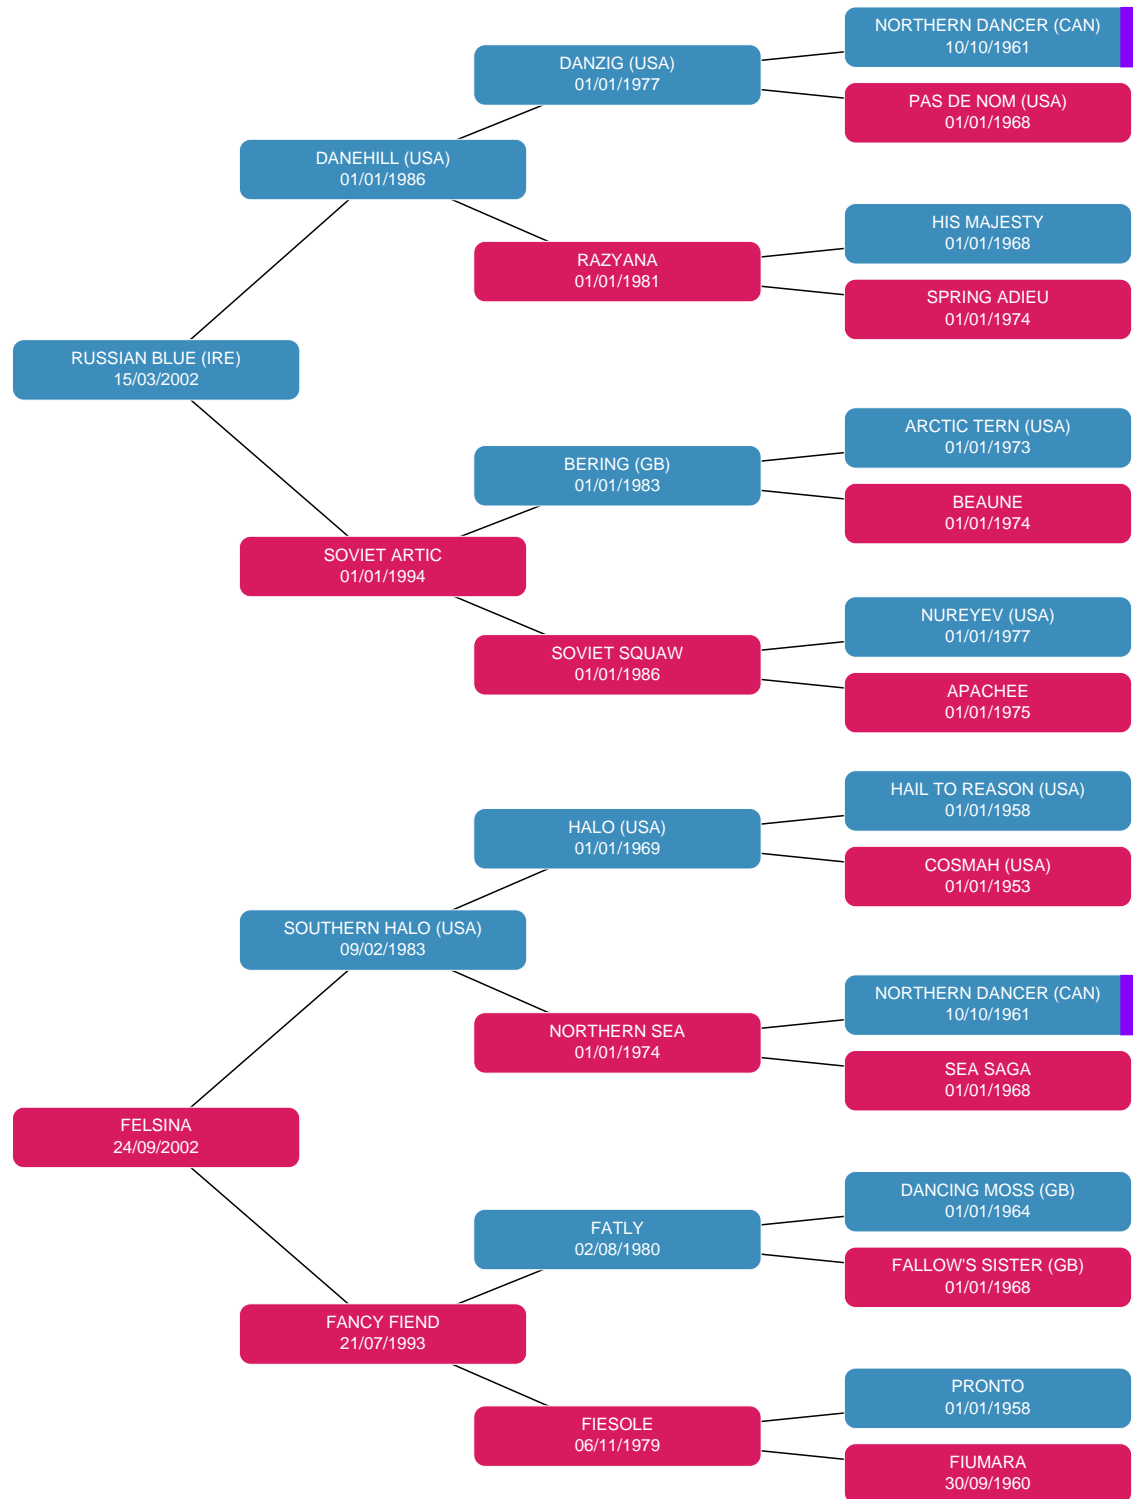 NORTHERN DANCER (CAN)
10/10/1961
DANZIG (USA)
01/01/1977
PAS DE NOM (USA)
01/01/1968
DANEHILL (USA)
01/01/1986
HIS MAJESTY
01/01/1968
RAZYANA
01/01/1981
SPRING ADIEU
01/01/1974
RUSSIAN BLUE (IRE)
15/03/2002
ARCTIC TERN (USA)
01/01/1973
BERING (GB)
01/01/1983
BEAUNE
01/01/1974
SOVIET ARTIC
01/01/1994
NUREYEV (USA)
01/01/1977
SOVIET SQUAW
01/01/1986
APACHEE
01/01/1975
HAIL TO REASON (USA)
01/01/1958
HALO (USA)
01/01/1969
COSMAH (USA)
01/01/1953
SOUTHERN HALO (USA)
09/02/1983
NORTHERN DANCER (CAN)
10/10/1961
NORTHERN SEA
01/01/1974
SEA SAGA
01/01/1968
FELSINA
24/09/2002
DANCING MOSS (GB)
01/01/1964
FATLY
02/08/1980
FALLOW'S SISTER (GB)
01/01/1968
FANCY FIEND
21/07/1993
PRONTO
01/01/1958
FIESOLE
06/11/1979
FIUMARA
30/09/1960